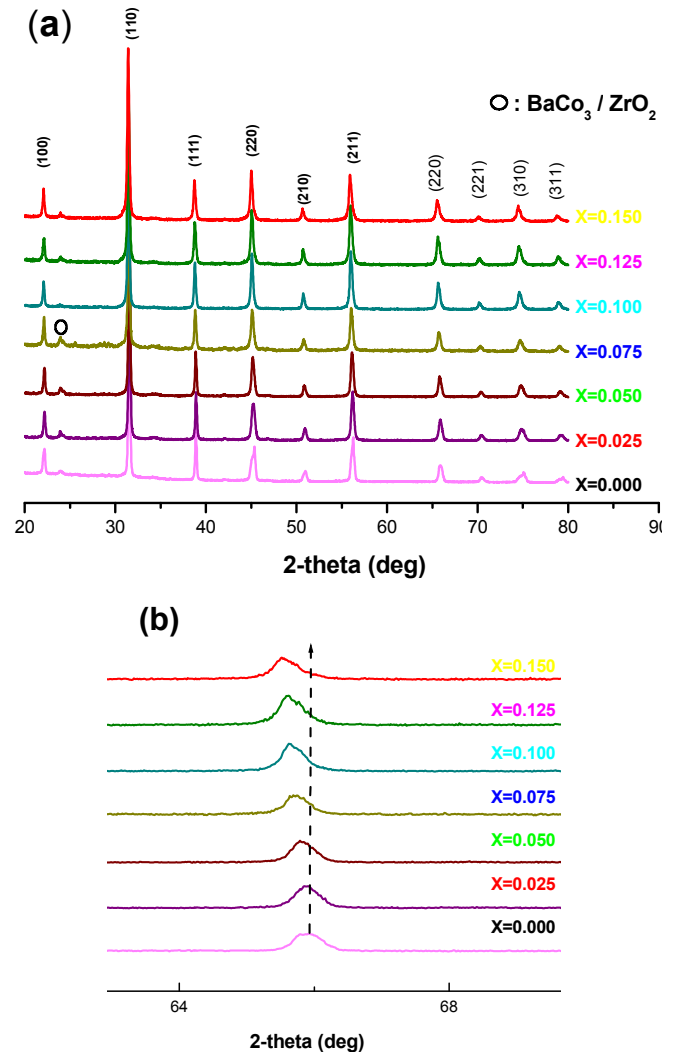 (a)
(110)
: BaCo3 / ZrO2
(100)
(111)
(220)
(210)
(211)
(220)
(221)
(310)
(311)
X=0.150
X=0.125
X=0.100
X=0.075
X=0.050
X=0.025
X=0.000
20 30 40 50 60 70 80 90
2-theta (deg)
(b)
X=0.150
X=0.125
X=0.100
X=0.075
X=0.050
X=0.025
X=0.000
64 68
2-theta (deg)